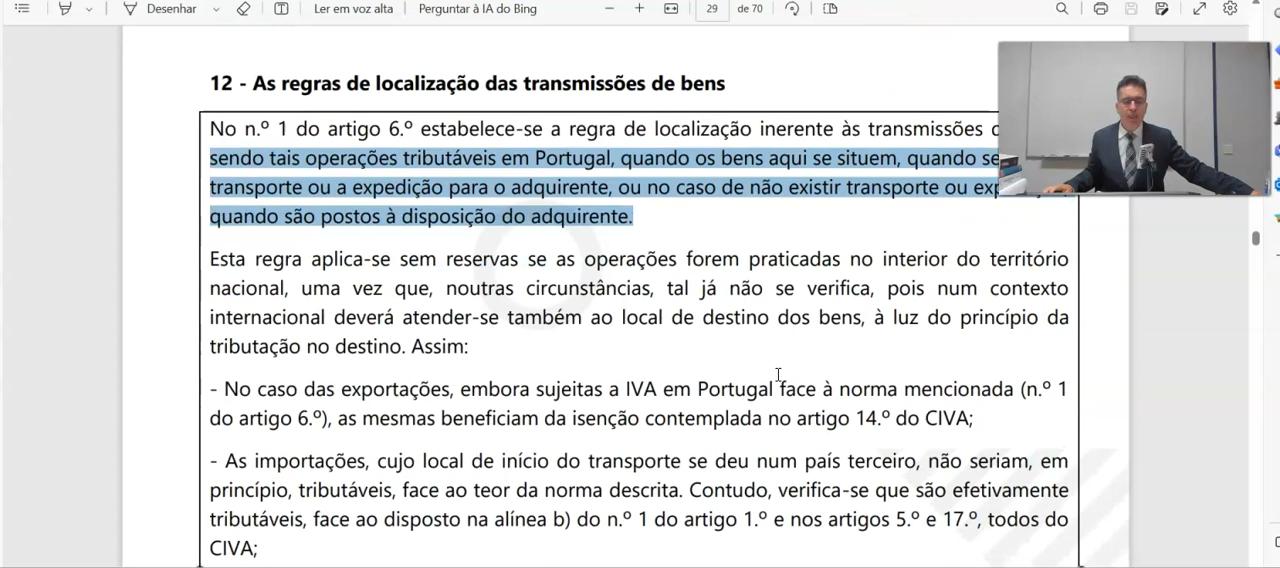 Desenhar
Ler em voz alta
Perguntar à IA do Bing
29
de 70
12 - As regras de localização das transmissões de bens
No n.º 1 do artigo 6.º estabelece-se a regra de localização inerente às transmissões
sendo tais operações tributáveis em Portugal, quando os bens aqui se situem, quando
transporte ou a expedição para o adquirente, ou no caso de não existir transporte ou
quando são postos à disposição do adquirente.
Esta regra aplica-se sem reservas se as operações forem praticadas no interior do território
nacional, uma vez que, noutras circunstâncias, tal já não se verifica, pois num contexto
internacional deverá atender-se também ao local de destino dos bens, à luz do princípio da
tributação no destino. Assim:
- No caso das exportações, embora sujeitas a IVA em Portugal face à norma mencionada (n.º 1
do artigo 6.º), as mesmas beneficiam da isenção contemplada no artigo 14.º do CIVA;
- As importações, cujo local de início do transporte se deu num país terceiro, não seriam, em
princípio, tributáveis, face ao teor da norma descrita. Contudo, verifica-se que são efetivamente
tributáveis, face ao disposto na alínea b) do n.º 1 do artigo 1.º e nos artigos 5.º e 17.º, todos do
CIVA;